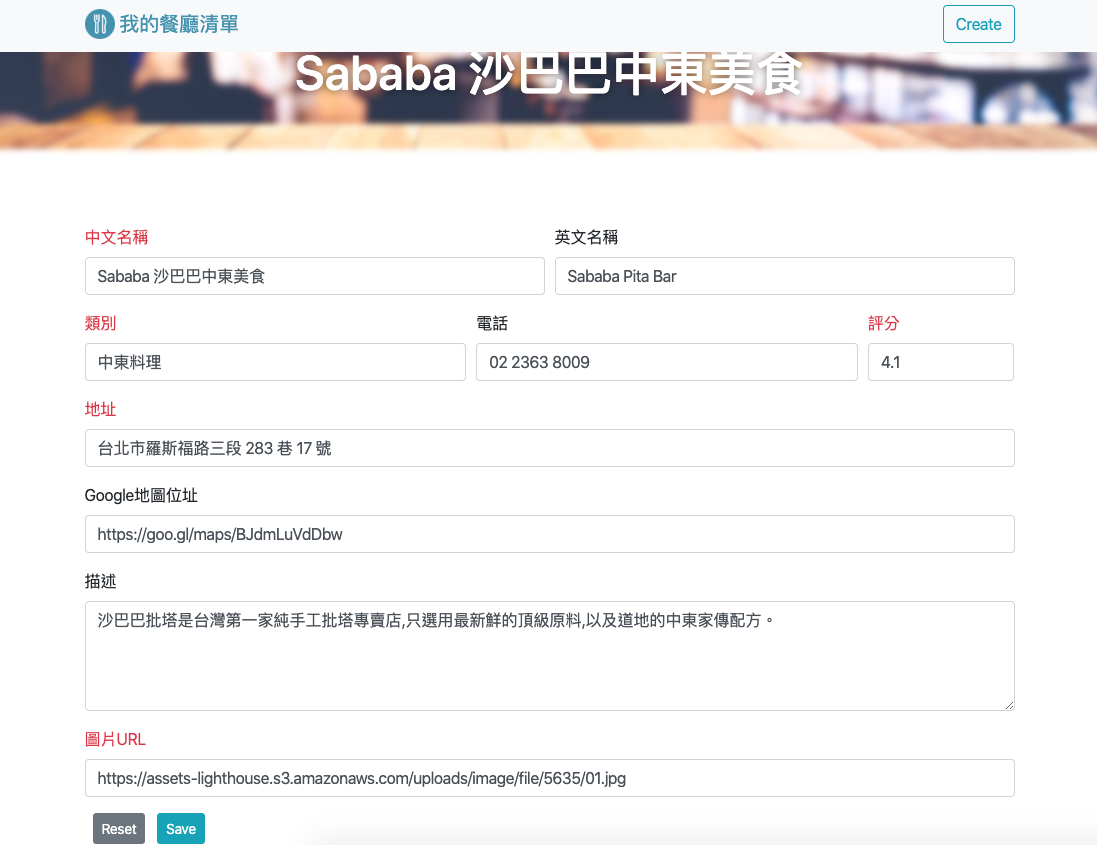 我的餐廳清單
Create
Sababa 沙巴巴中東美食
中文名稱
英文名稱
Sababa 沙巴巴中東美食
Sababa Pita Bar
類別
電話
評分
中東料理
02 2363 8009
4.1
地址
台北市羅斯福路三段 283 巷 17 號
Google地圖位址
https://goo.gl/maps/BJdmLuVdDbw
描述
沙巴巴批塔是台灣第一家純手工批塔專賣店,只選用最新鮮的頂級原料,以及道地的中東家傳配方。
圖片URL
https://assets-lighthouse.s3.amazonaws.com/uploads/image/file/5635/01.jpg
Reset
Save